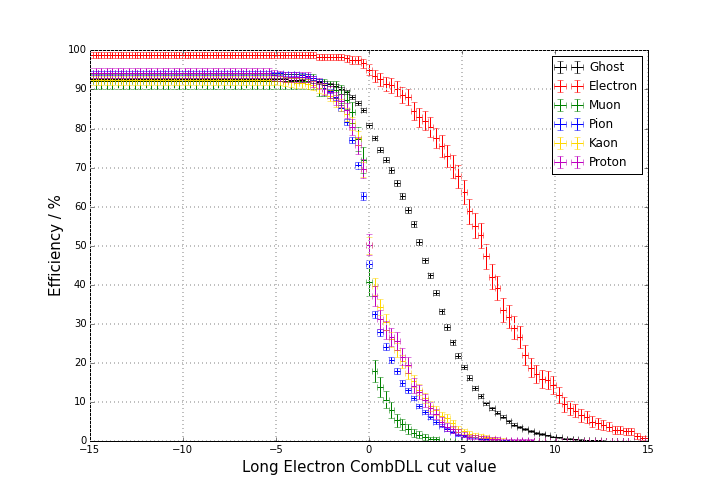 100
90
80
70
60
50
40
30
20
10
0
Efficiency / %
−15
−10
−5
0
5
10
15
Long Electron CombDLL cut value
Ghost
Electron
Muon
Pion
Kaon
Proton